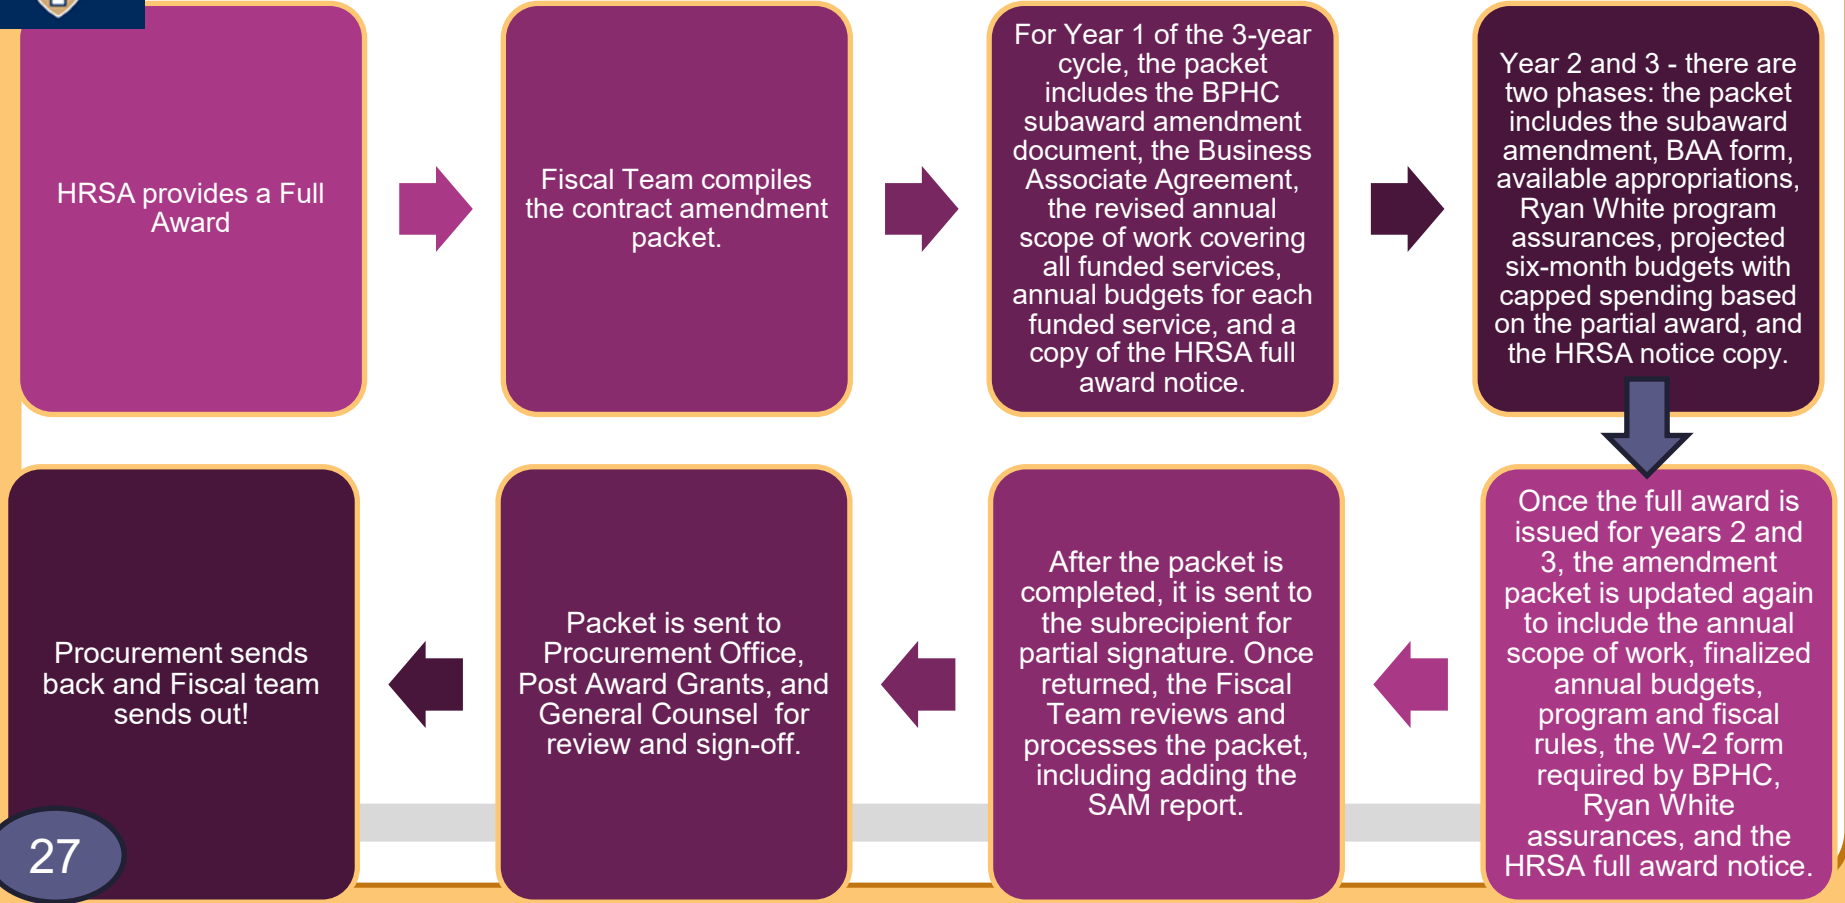 HRSA provides a Full
Award
Fiscal Team compiles
the contract amendment
packet.
For Year 1 of the 3-year
cycle, the packet
includes the BPHC
subaward amendment
document, the Business
Associate Agreement,
the revised annual
scope of work covering
all funded services,
annual budgets for each
funded service, and a
copy of the HRSA full
award notice.
Year 2 and 3 - there are
two phases: the packet
includes the subaward
amendment, BAA form,
available appropriations,
Ryan White program
assurances, projected
six-month budgets with
capped spending based
on the partial award, and
the HRSA notice copy.
Once the full award is
issued for years 2 and
3, the amendment
packet is updated again
to include the annual
scope of work, finalized
annual budgets,
program and fiscal
rules, the W-2 form
required by BPHC,
Ryan White
assurances, and the
HRSA full award notice.
After the packet is
completed, it is sent to
the subrecipient for
partial signature. Once
returned, the Fiscal
Team reviews and
processes the packet,
including adding the
SAM report.
Packet is sent to
Procurement Office,
Post Award Grants, and
General Counsel for
review and sign-off.
Procurement sends
back and Fiscal team
sends out!
27